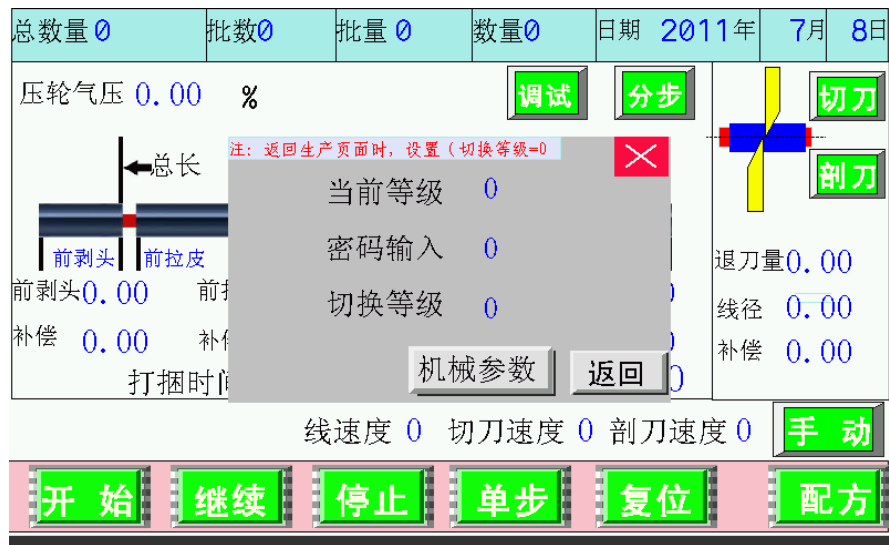 总数量 0 批数0 批量 0 数量0 日期 2011年 7月 8日
压轮气压 0.00 % 调试 分步 切刀
注: 返回生产页面时, 设置 (切换等级=0
总长
剖刀
当前等级 0
前剥头 前拉皮
密码输入 0
退刀量0.00
前剥头0.00 前
切换等级 0
线径 0.00
补偿 0.00 补
补偿 0.00
机械参数 返回
打捆时
线速度 0 切刀速度 0 剖刀速度 0 手 动
开 始 继续 停止 单步 复位 配方